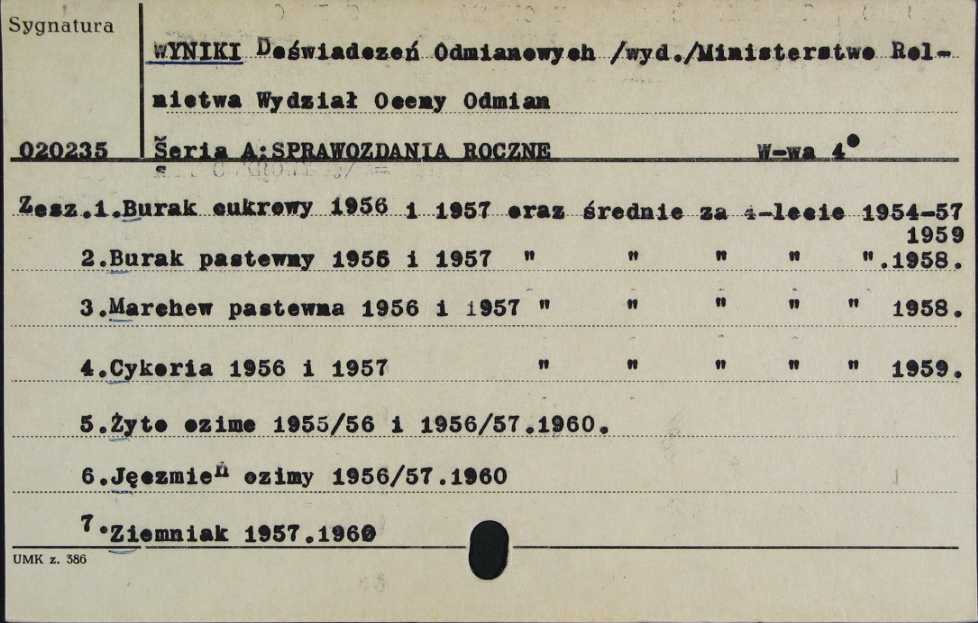 Sygnatura
WYNIKI Doświadczeń Odmianowych /wyd./Ministerstwo Rol-
nictwa Wydział Oceny Odmian
020235 Seria A:SPRAWOZDANIA ROCZNE W-wa 4°
Zesz.1.Burak cukrowy 1956 i 1957 oraz średnie za 4-lecie 1954-57
1959
2.Burak pastewny 1956 i 1957 " " " " ".1958.
3.Marchew pastewna 1956 i 1957 " " " " " 1958.
4.Cykoria 1956 i 1957 " " " " " 1959.
5.Żyto ozime 1955/56 i 1956/57.1960.
6.Jęczmień ozimy 1956/57.1960
7.Ziemniak 1957.1960
UMK z. 386